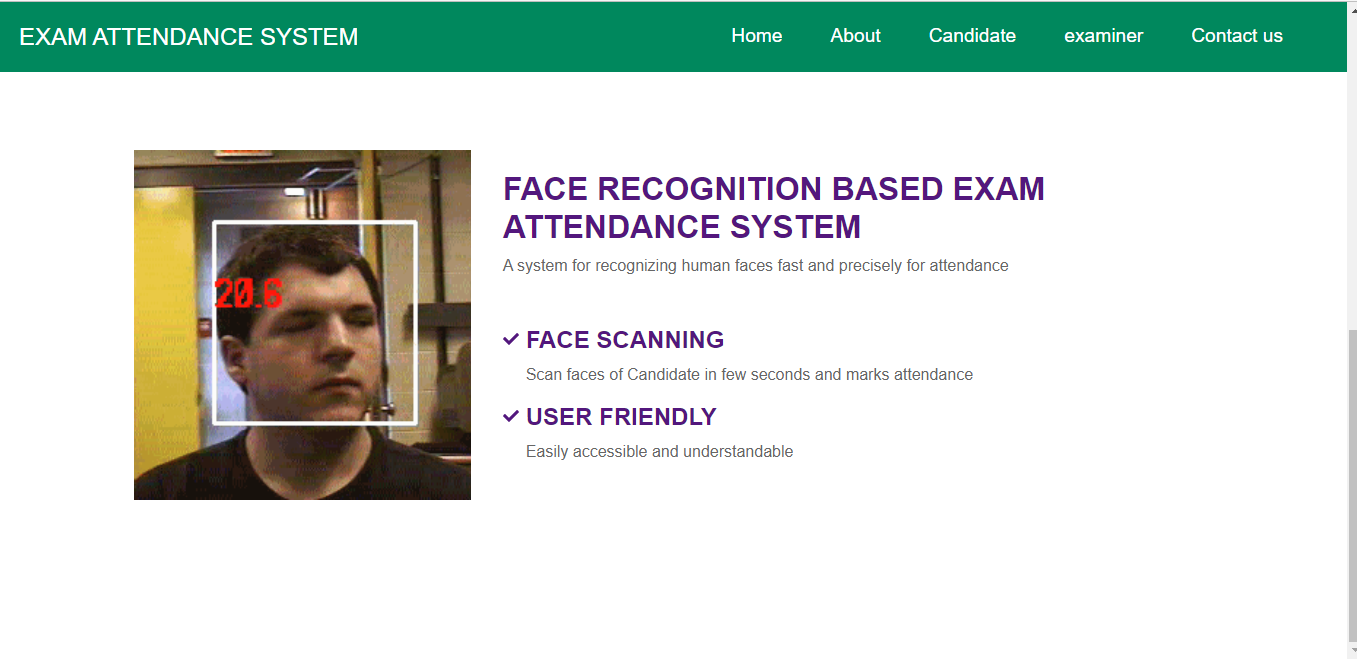 EXAM ATTENDANCE SYSTEM
Home About Candidate examiner Contact us
FACE RECOGNITION BASED EXAM
ATTENDANCE SYSTEM
A system for recognizing human faces fast and precisely for attendance
20.6
FACE SCANNING
Scan faces of Candidate in few seconds and marks attendance
USER FRIENDLY
Easily accessible and understandable